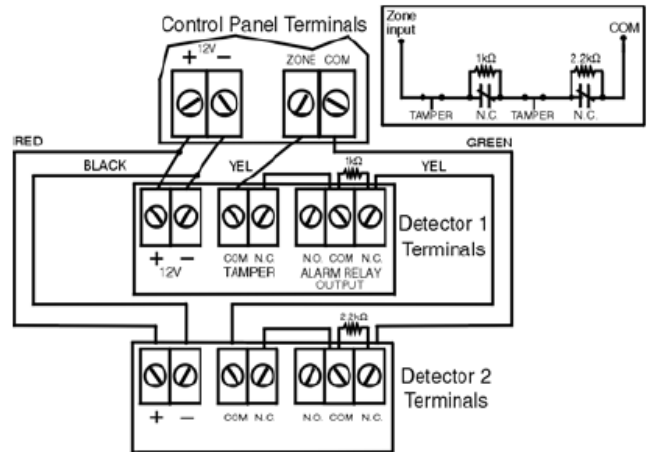 Control Panel Terminals
+ 12V −
ZONE COM
Zone
input
COM
1kΩ
2.2kΩ
TAMPER
N.C.
TAMPER
N.C.
RED
GREEN
BLACK
YEL
1kΩ
YEL
Detector 1
Terminals
+ −
12V
COM N.C
TAMPER
N.O. COM N.C.
ALARM RELAY
OUTPUT
2.2kΩ
Detector 2
Terminals
+ −
COM N.C.
N.O. COM N.C.